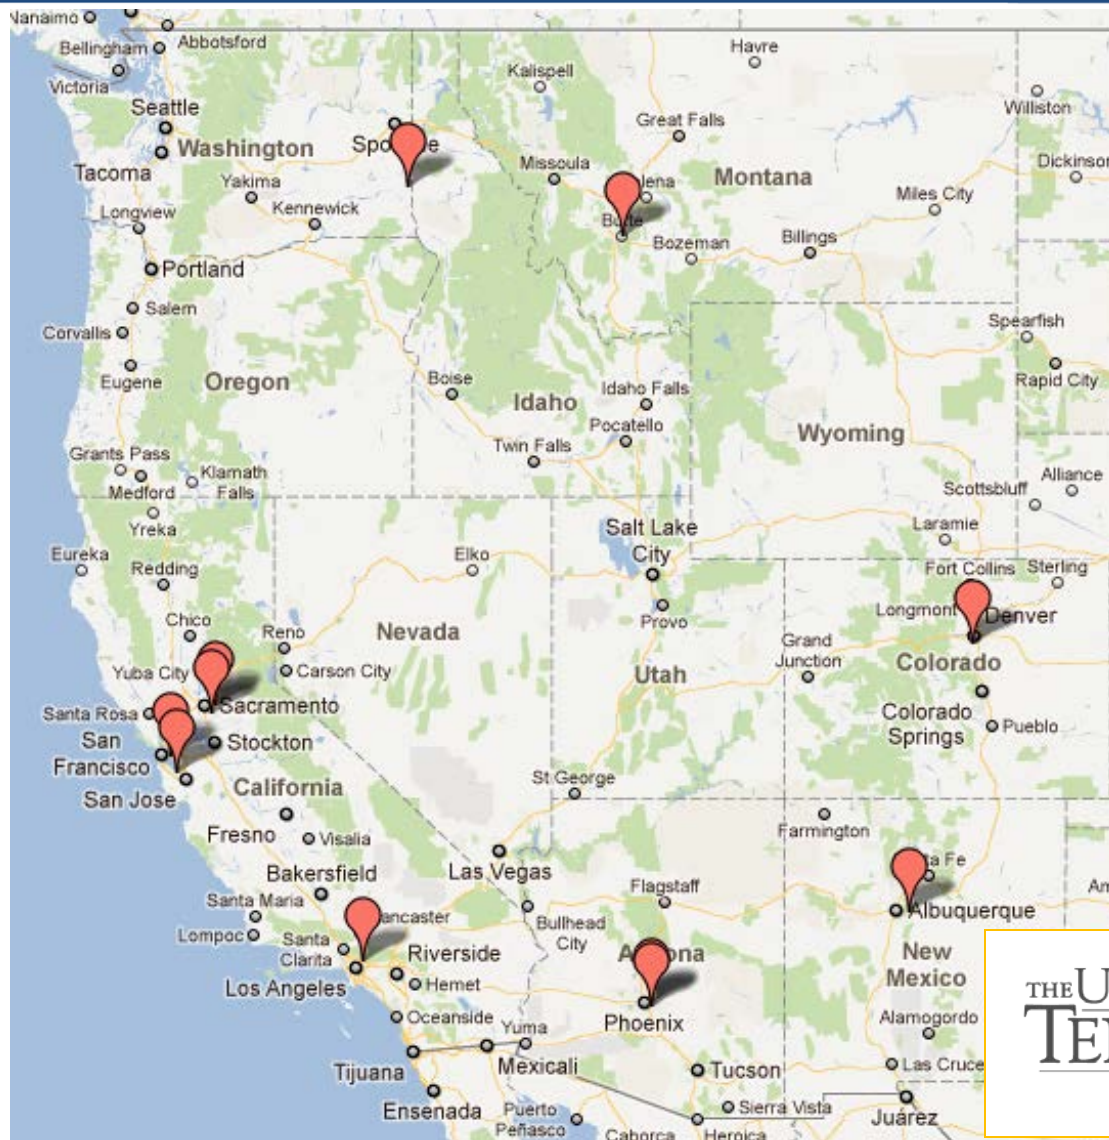 Nanaimo
Abbotsford
Bellingham
Victoria
Havre
Kalispell
Williston
Seattle
Great Falls
Washington
Tacoma
Missoula
Montana
Dickinson
Yakima
Miles City
Longview
Kennewick
Billings
Bozeman
Portland
Salem
Corvallis
Spearfish
Eugene
Oregon
Boise
Idaho Falls
Rapid City
Idaho
Pocatello
Wyoming
Twin Falls
Grants Pass
Medford
Klamath
Falls
Alliance
Scottsbluff
Yreka
Laramie
Salt Lake
City
Eureka
Redding
Elko
Fort Collins
Sterling
Provo
Longmont
Denver
Chico
Reno
Nevada
Grand
Junction
Colorado
Yuba City
Carson City
Utah
Santa Rosa
Sacramento
Colorado
Springs
Pueblo
San
Francisco
Stockton
San Jose
California
St George
Fresno
Visalia
Farmington
Las Vegas
Bakersfield
Flagstaff
Fe
Santa Maria
Lompoc
Bullhead
City
Albuquerque
Santa
Clarita
Riverside
New
Mexico
Los Angeles
Hemet
Phoenix
Oceanside
Yuma
Alamogordo
Tijuana
Mexicali
Tucson
Las Cruce
Ensenada
Puerto
Peñasco
Sierra Vista
Juárez
Caborca
Heroica
THE U
TE